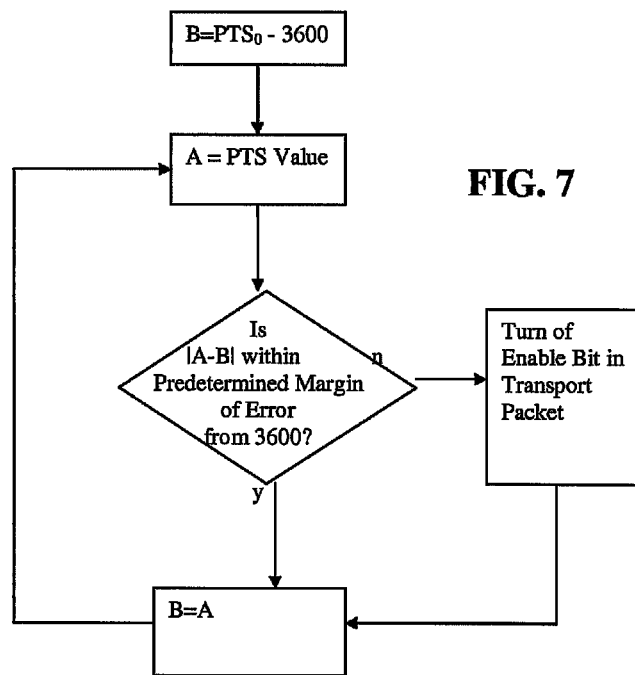 B=PTS₀ - 3600
A = PTS Value
FIG. 7
Is
|A-B| within
n
Predetermined Margin
of Error
from 3600?
y
Turn of
Enable Bit in
Transport
Packet
B=A